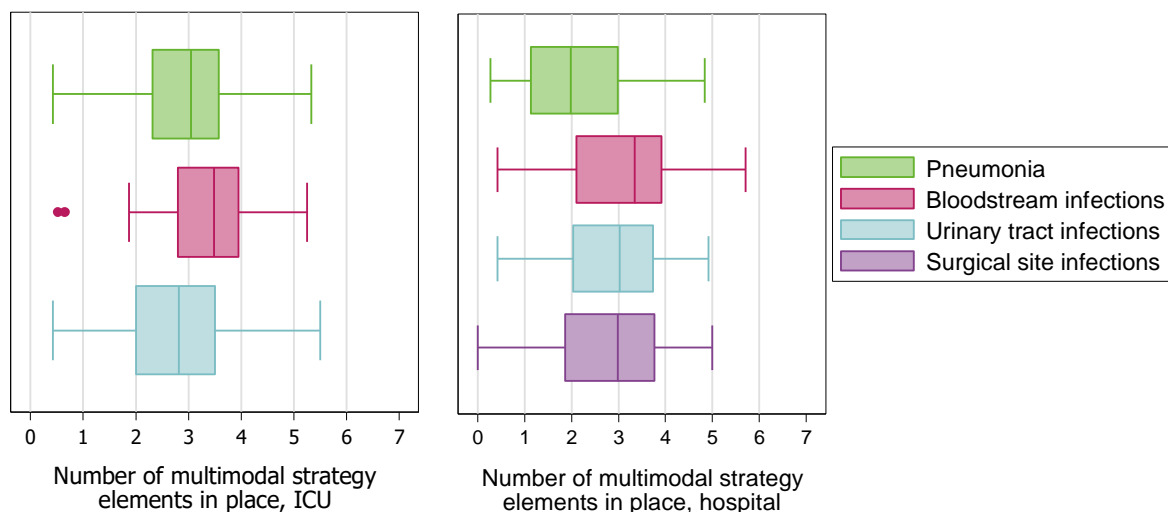 0 1 2 3 4 5 6 7
Number of multimodal strategy
elements in place, ICU
0 1 2 3 4 5 6 7
Number of multimodal strategy
elements in place, hospital
Pneumonia
Bloodstream infections
Urinary tract infections
Surgical site infections